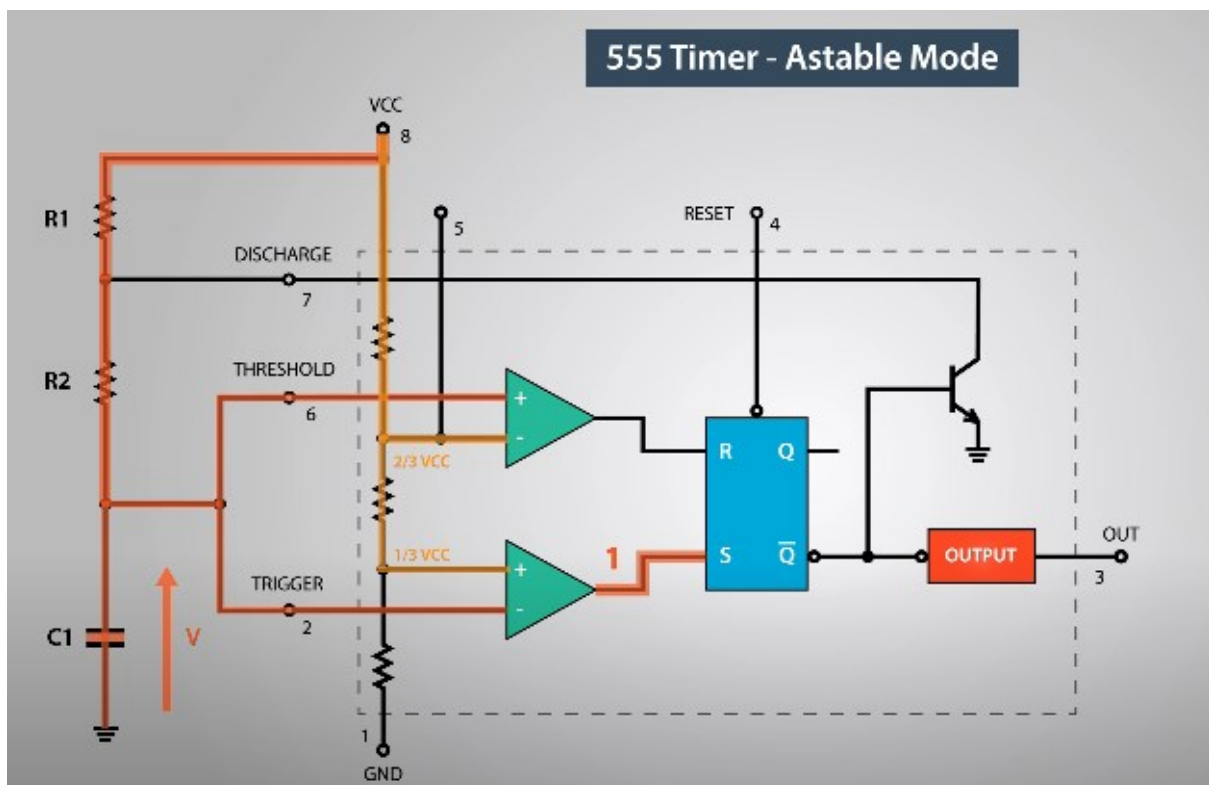 555 Timer - Astable Mode
VCC
8
R1
5
RESET
4
DISCHARGE
7
R2
THRESHOLD
6
+
-
2/3 VCC
R Q
1/3 VCC
+
1
S Q̅
OUTPUT
OUT
3
TRIGGER
2
-
C1
V
1
GND